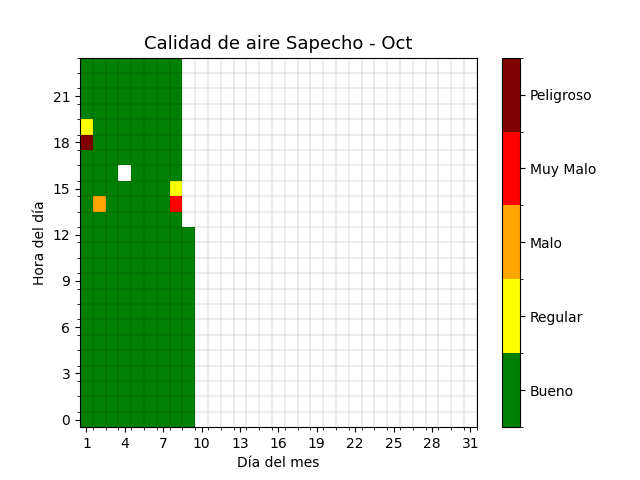 Calidad de aire Sapecho - Oct
Hora del día
21
18
15
12
9
6
3
0
1 4 7 10 13 16 19 22 25 28 31
Día del mes
Peligroso
Muy Malo
Malo
Regular
Bueno